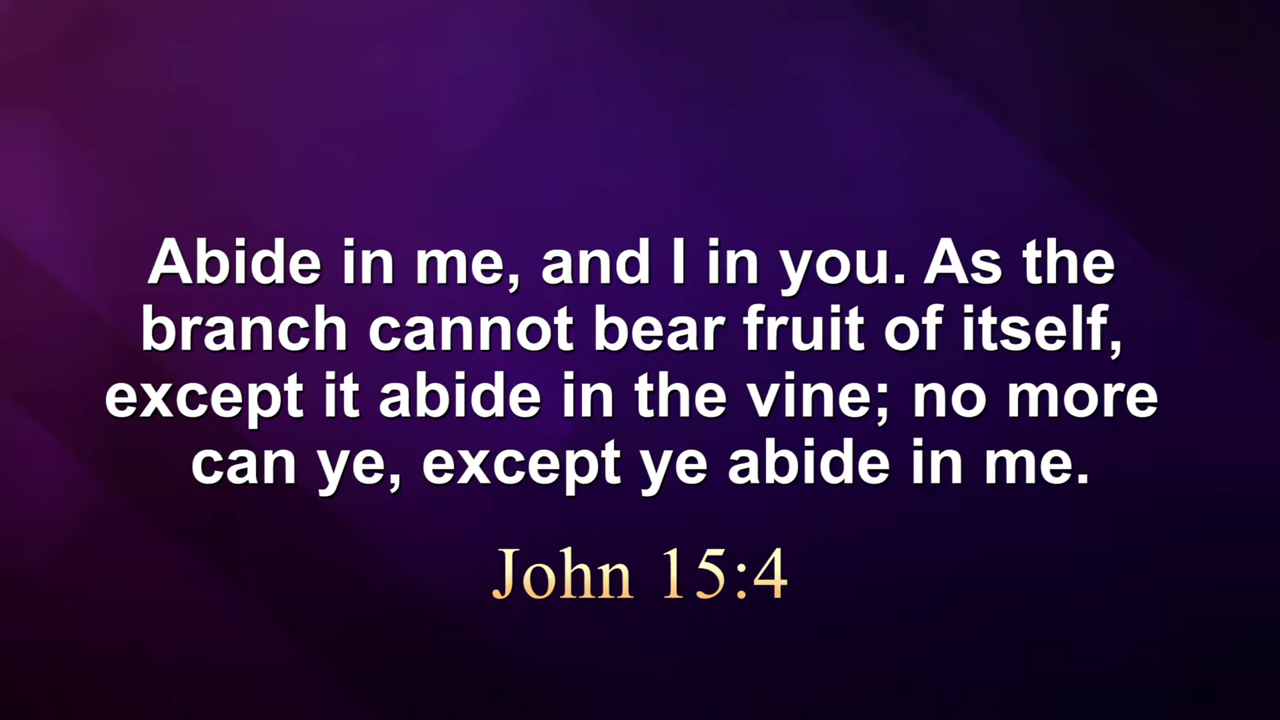 Abide in me, and I in you. As the
branch cannot bear fruit of itself,
except it abide in the vine; no more
can ye, except ye abide in me.
John 15:4